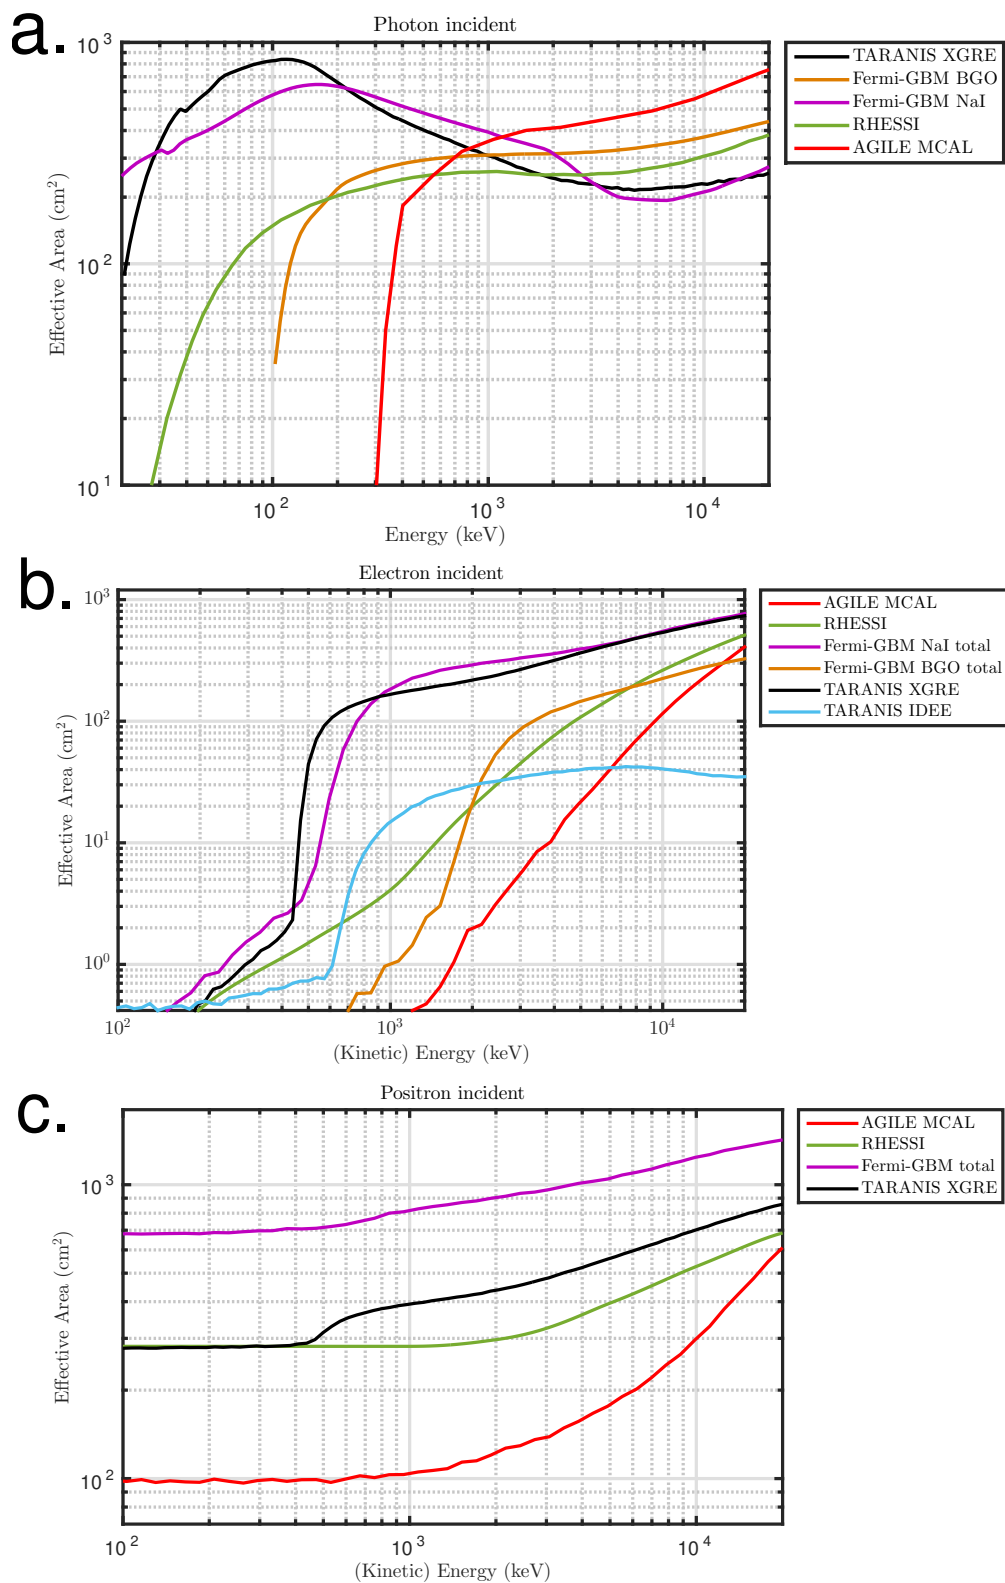 a.
Photon incident
Effective Area (cm²)
10³
10²
10¹
10²
10³
10⁴
Energy (keV)
TARANIS XGRE
Fermi-GBM BGO
Fermi-GBM NaI
RHESSI
AGILE MCAL
b.
Electron incident
Effective Area (cm²)
10³
10²
10¹
10⁰
10²
10³
10⁴
(Kinetic) Energy (keV)
AGILE MCAL
RHESSI
Fermi-GBM NaI total
Fermi-GBM BGO total
TARANIS XGRE
TARANIS IDEE
c.
Positron incident
Effective Area (cm²)
10³
10²
10²
10³
10⁴
(Kinetic) Energy (keV)
AGILE MCAL
RHESSI
Fermi-GBM total
TARANIS XGRE